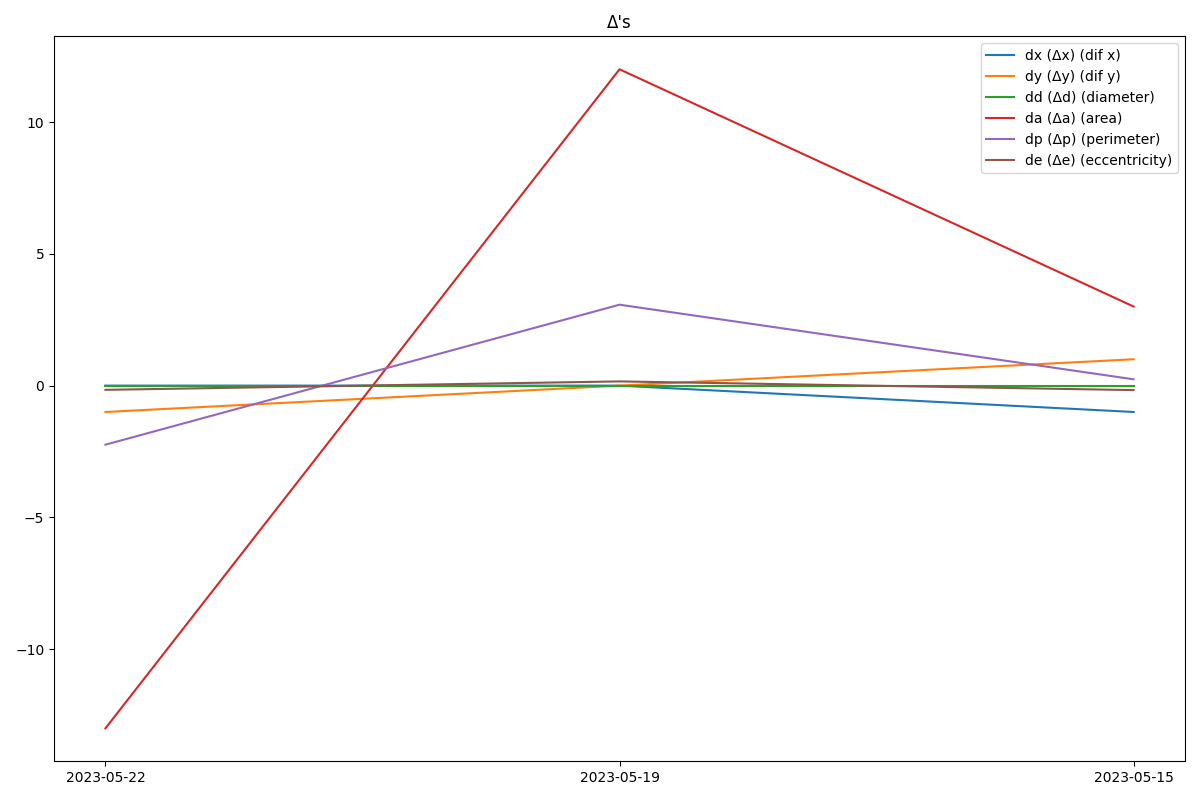 Δ's
dx (Δx) (dif x)
dy (Δy) (dif y)
dd (Δd) (diameter)
da (Δa) (area)
dp (Δp) (perimeter)
de (Δe) (eccentricity)
10
5
0
−5
−10
2023-05-22
2023-05-19
2023-05-15